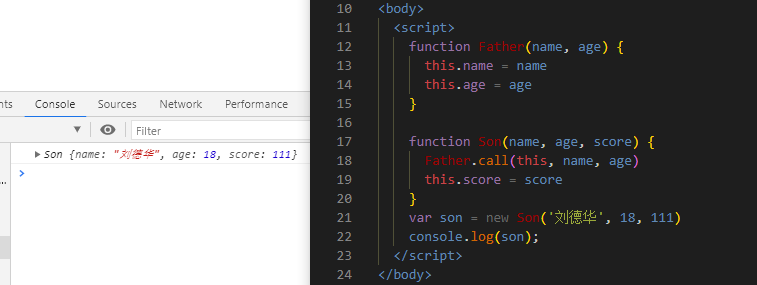 nts Console Sources Network Performance
Filter
Son {name: "刘德华", age: 18, score: 111}
>
...
10 <body>
11 <script>
12 function Father(name, age) {
13 this.name = name
14 this.age = age
15 }
16
17 function Son(name, age, score) {
18 Father.call(this, name, age)
19 this.score = score
20 }
21 var son = new Son('刘德华', 18, 111)
22 console.log(son);
23 </script>
24 </body>